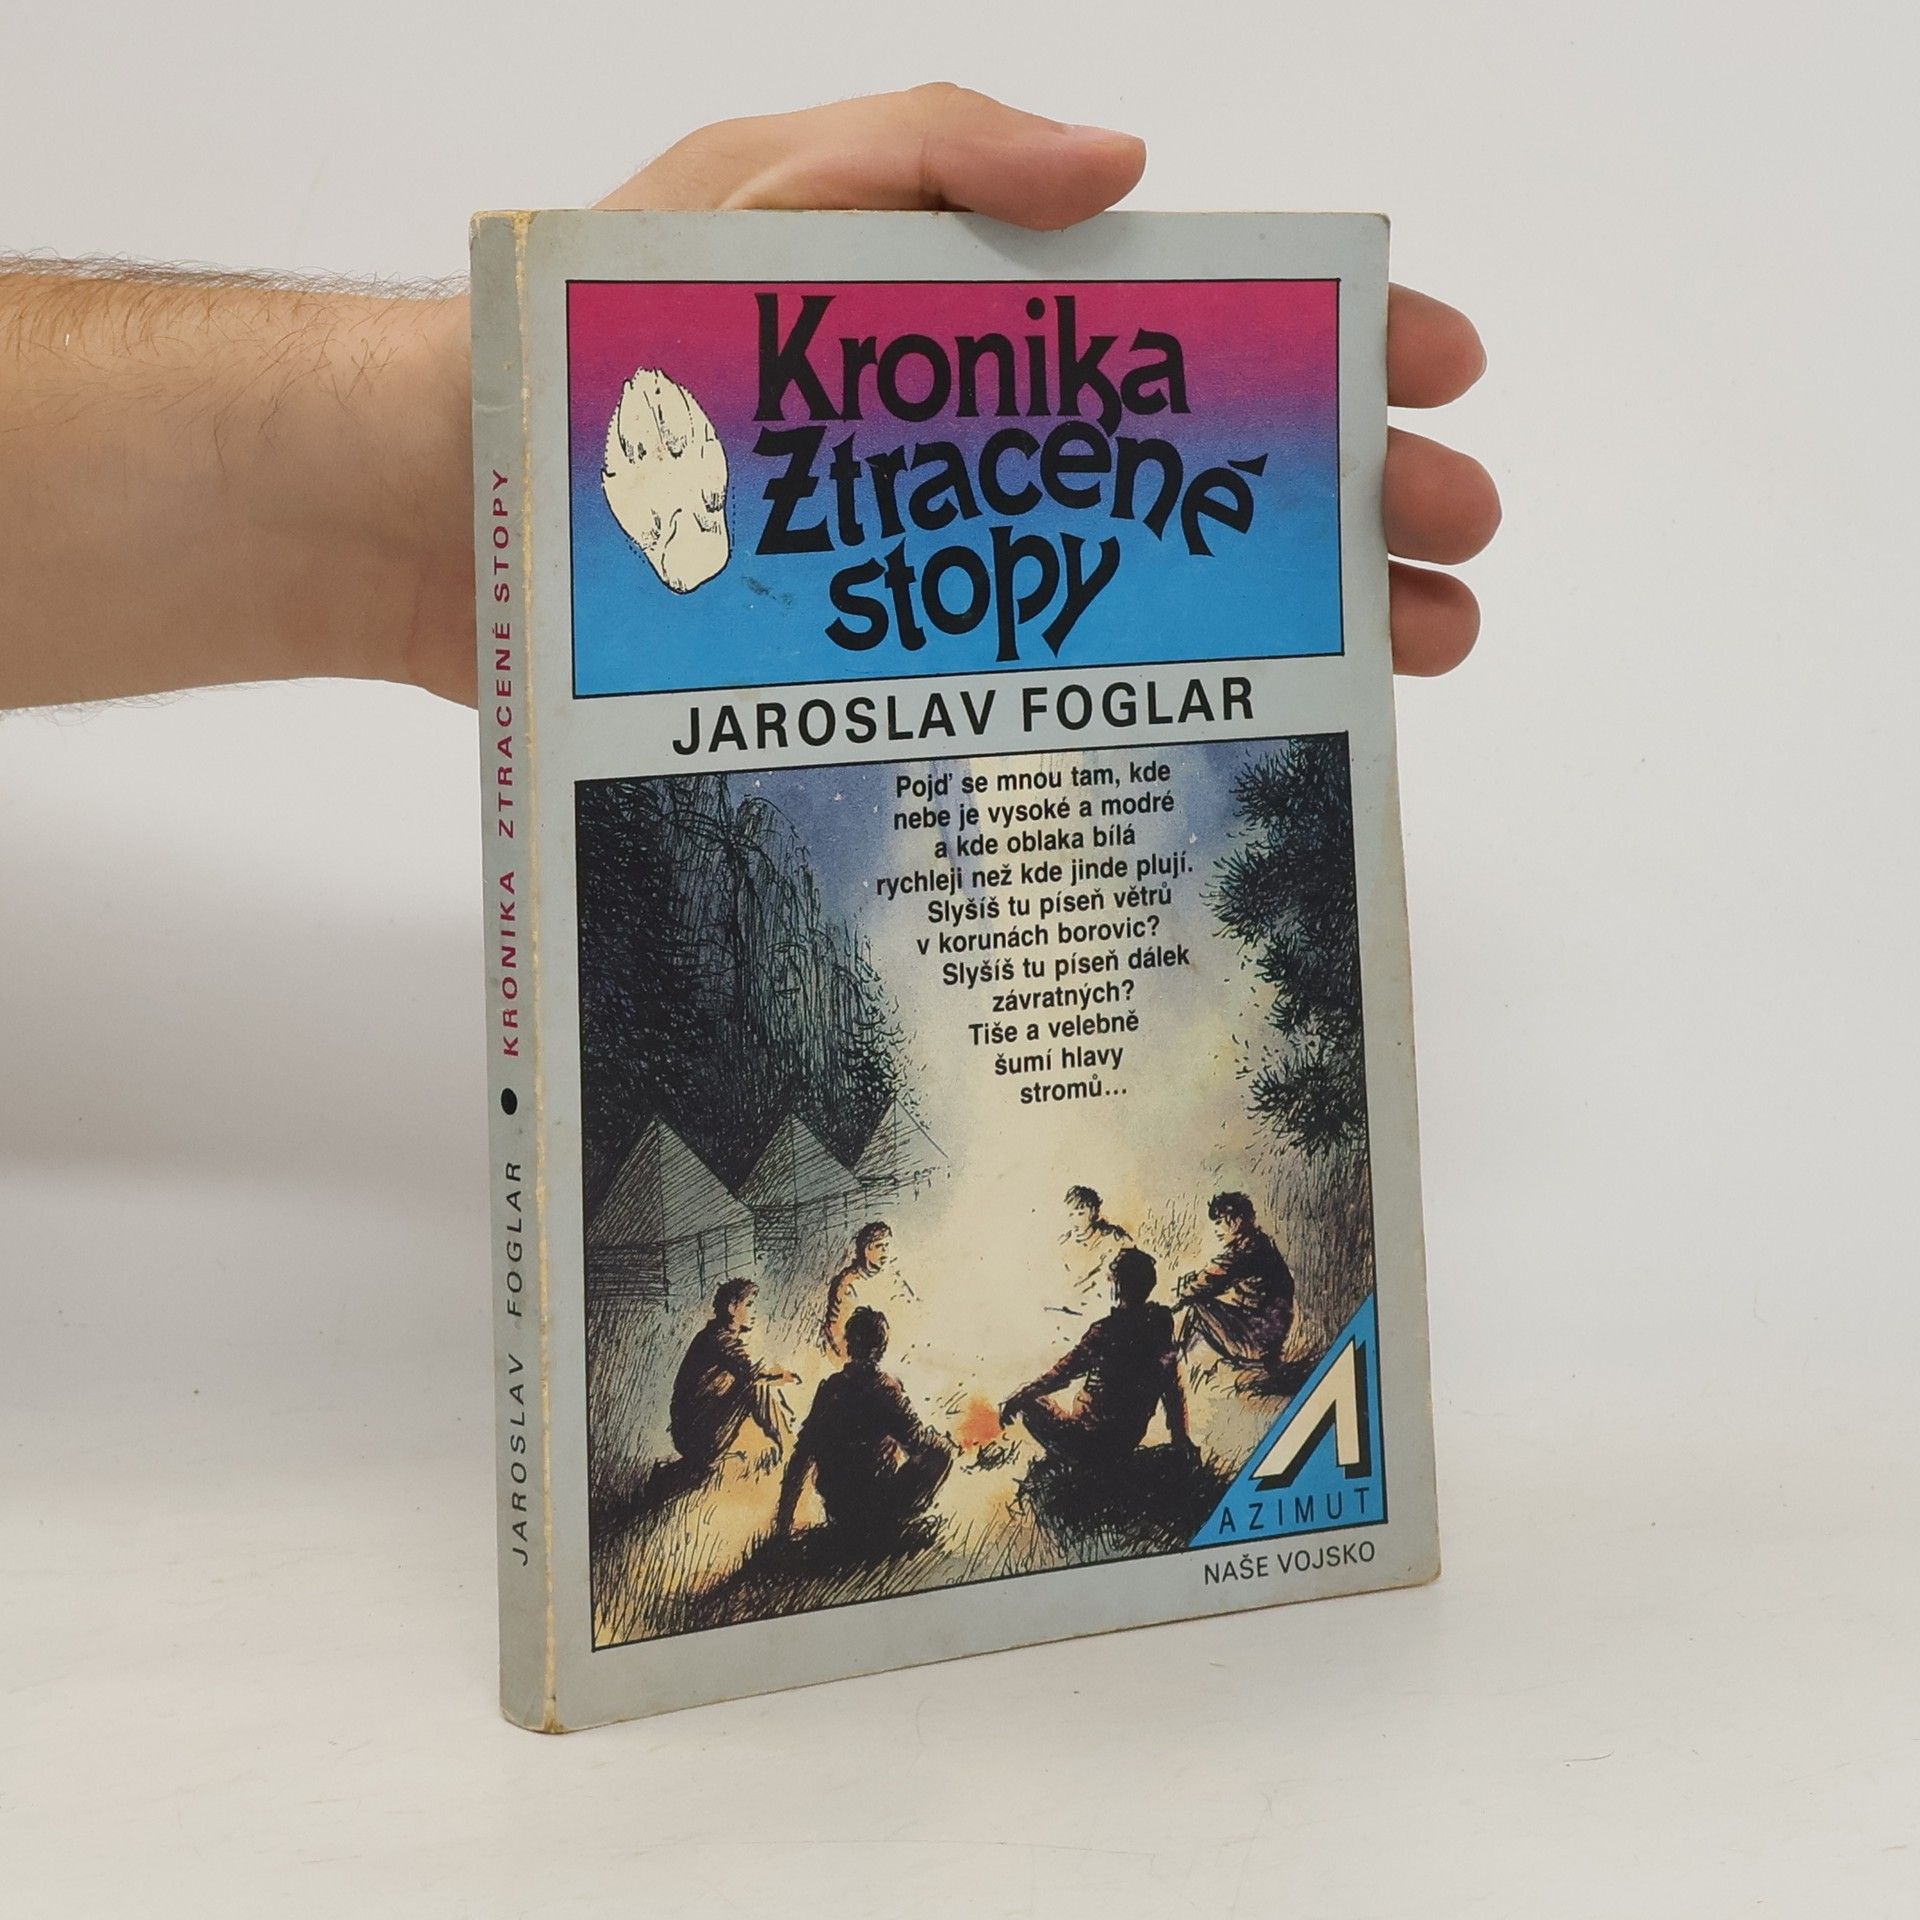 Kronika
Ztracené
stopy
JAROSLAV FOGLAR
Pojď se mnou tam, kde
nebe je vysoké a modré
a kde oblaka bílá
rychleji než kde jinde plují.
Slyšíš tu píseň větrů
v korunách borovic?
Slyšíš tu píseň dálek
závratných?
Tiše a velebně
šumí hlavy
stromů...
AZIMUT
NAŠE VOJSKO
JAROSLAV FOGLAR • KRONIKA ZTRACENÉ STOPY